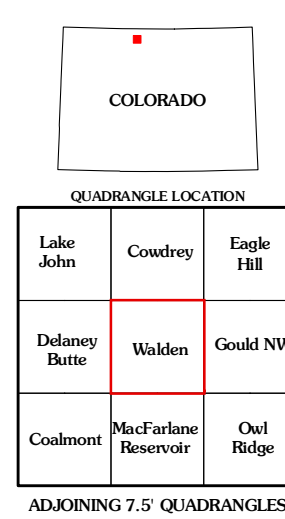 COLORADO
QUADRANGLE LOCATION
Lake
John
Cowdrey
Eagle
Hill
Delaney
Butte
Walden
Gould NW
Coalmont
MacFarlane
Reservoir
Owl
Ridge
ADJOINING 7.5' QUADRANGLES